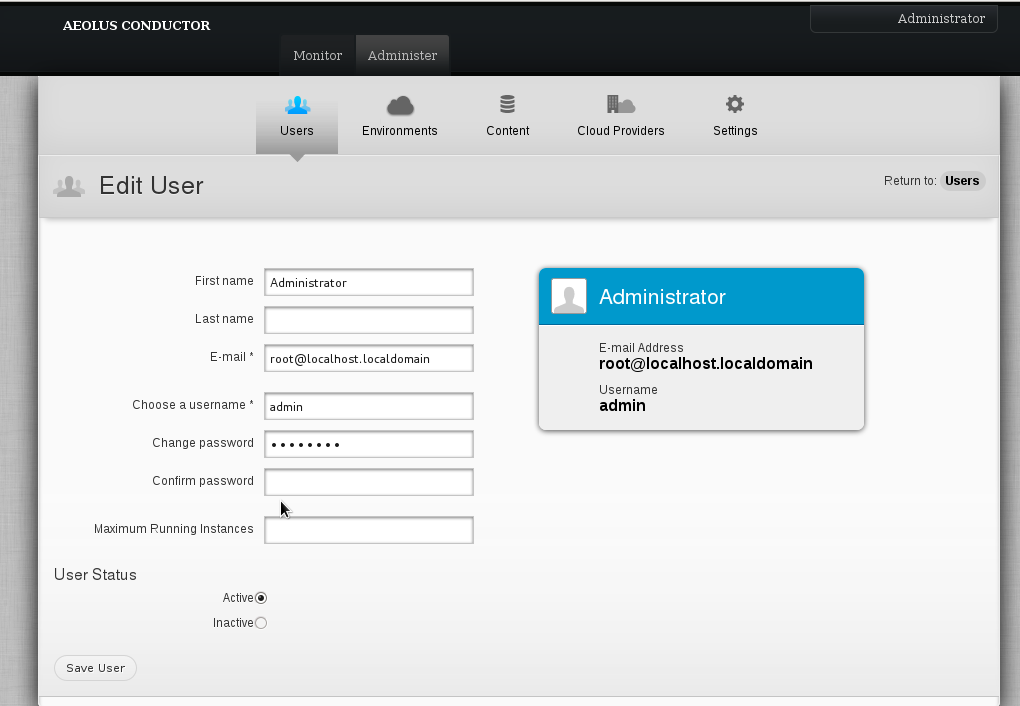 AEOLUS CONDUCTOR
Administrator
Monitor Administer
Users Environments Content Cloud Providers Settings
Edit User
Return to: Users
First name Administrator
Last name
E-mail * root@localhost.localdomain
Choose a username * admin
Change password ••••••••
Confirm password
Maximum Running Instances
User Status
Active
Inactive
Save User
Administrator
E-mail Address
root@localhost.localdomain
Username
admin